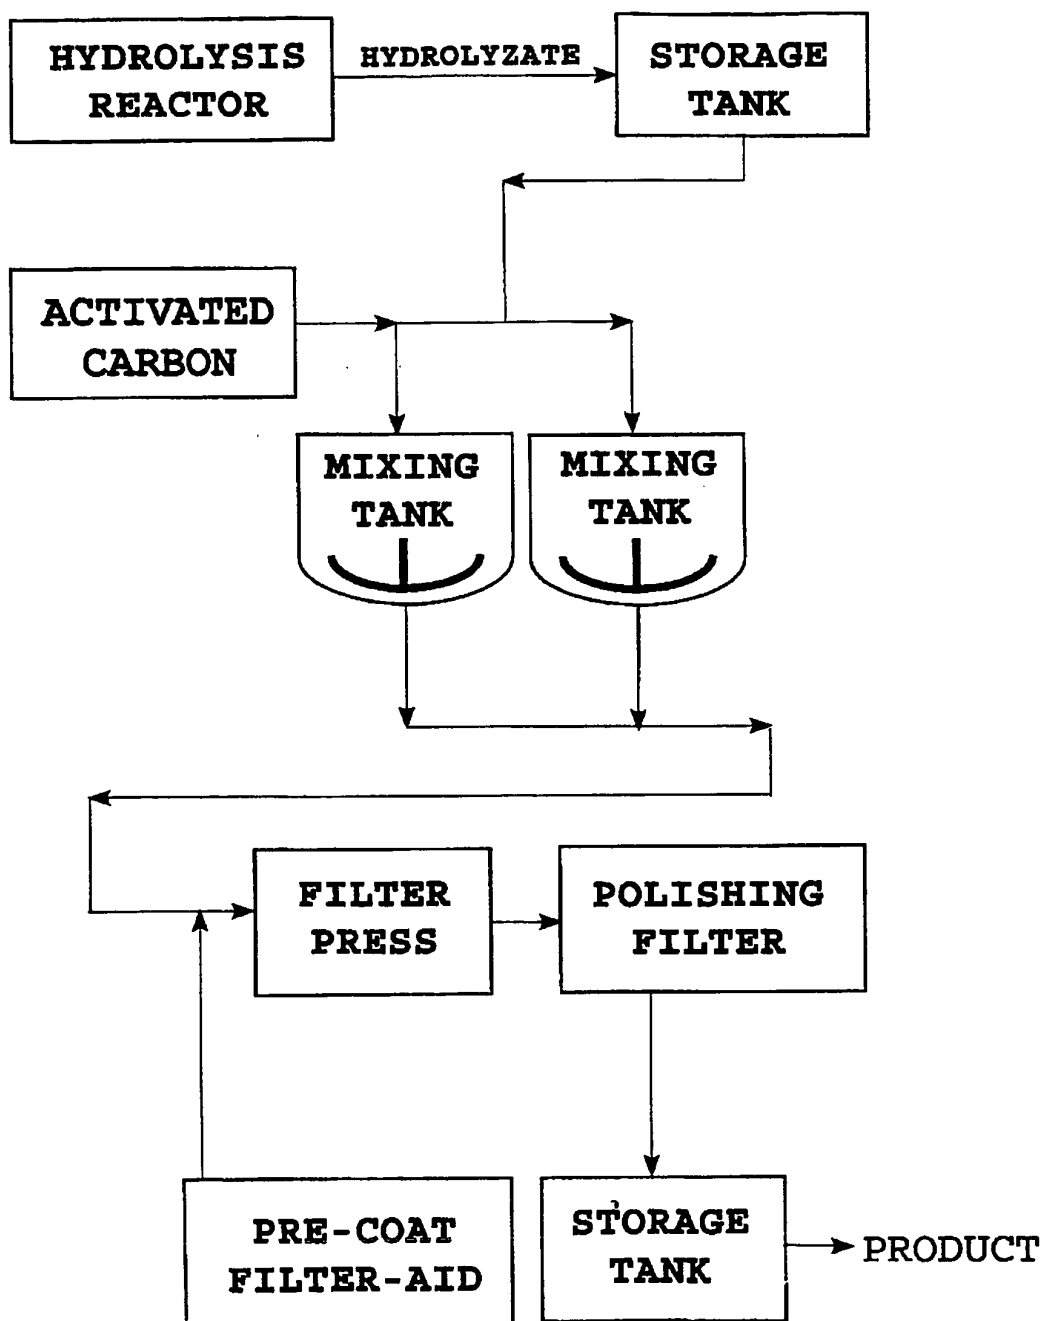 HYDROLYSIS
REACTOR
HYDROLYZATE
STORAGE
TANK
ACTIVATED
CARBON
MIXING
TANK
MIXING
TANK
FILTER
PRESS
POLISHING
FILTER
PRE-COAT
FILTER-AID
STORAGE
TANK
PRODUCT